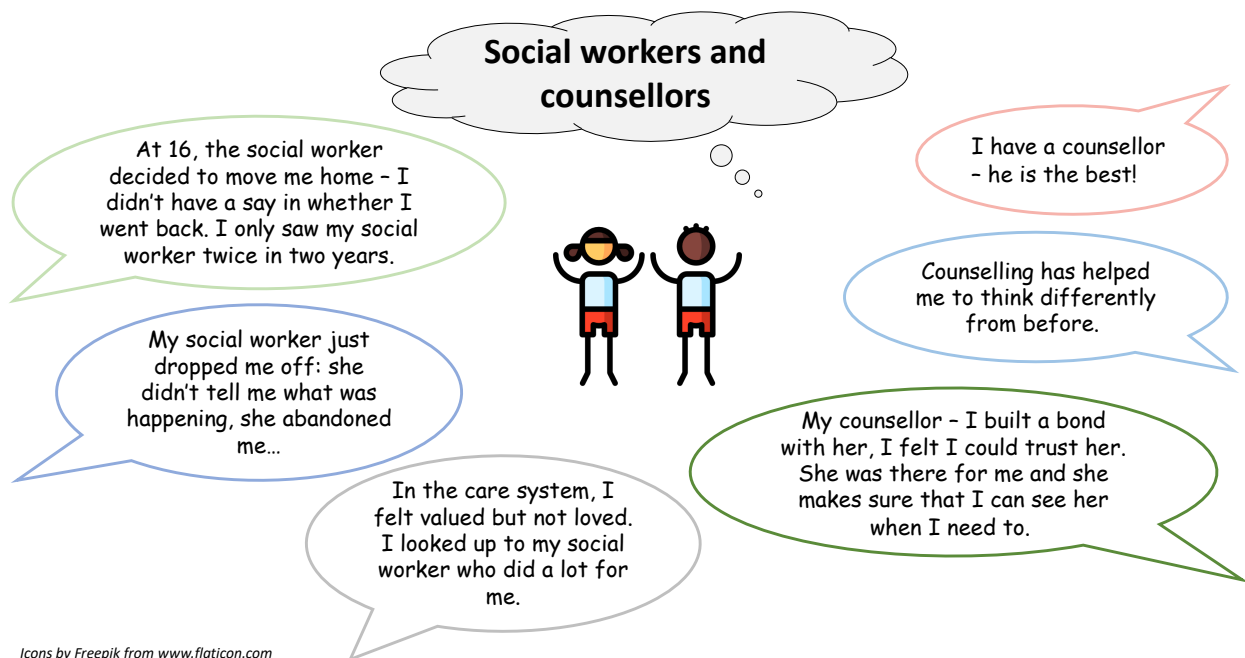 Social workers and
counsellors
At 16, the social worker
decided to move me home – I
didn't have a say in whether I
went back. I only saw my social
worker twice in two years.
I have a counsellor
– he is the best!
Counselling has helped
me to think differently
from before.
My social worker just
dropped me off: she
didn't tell me what was
happening, she abandoned
me…
My counsellor – I built a bond
with her, I felt I could trust her.
She was there for me and she
makes sure that I can see her
when I need to.
In the care system, I
felt valued but not loved.
I looked up to my social
worker who did a lot for
me.
Icons by Freepik from www.flaticon.com